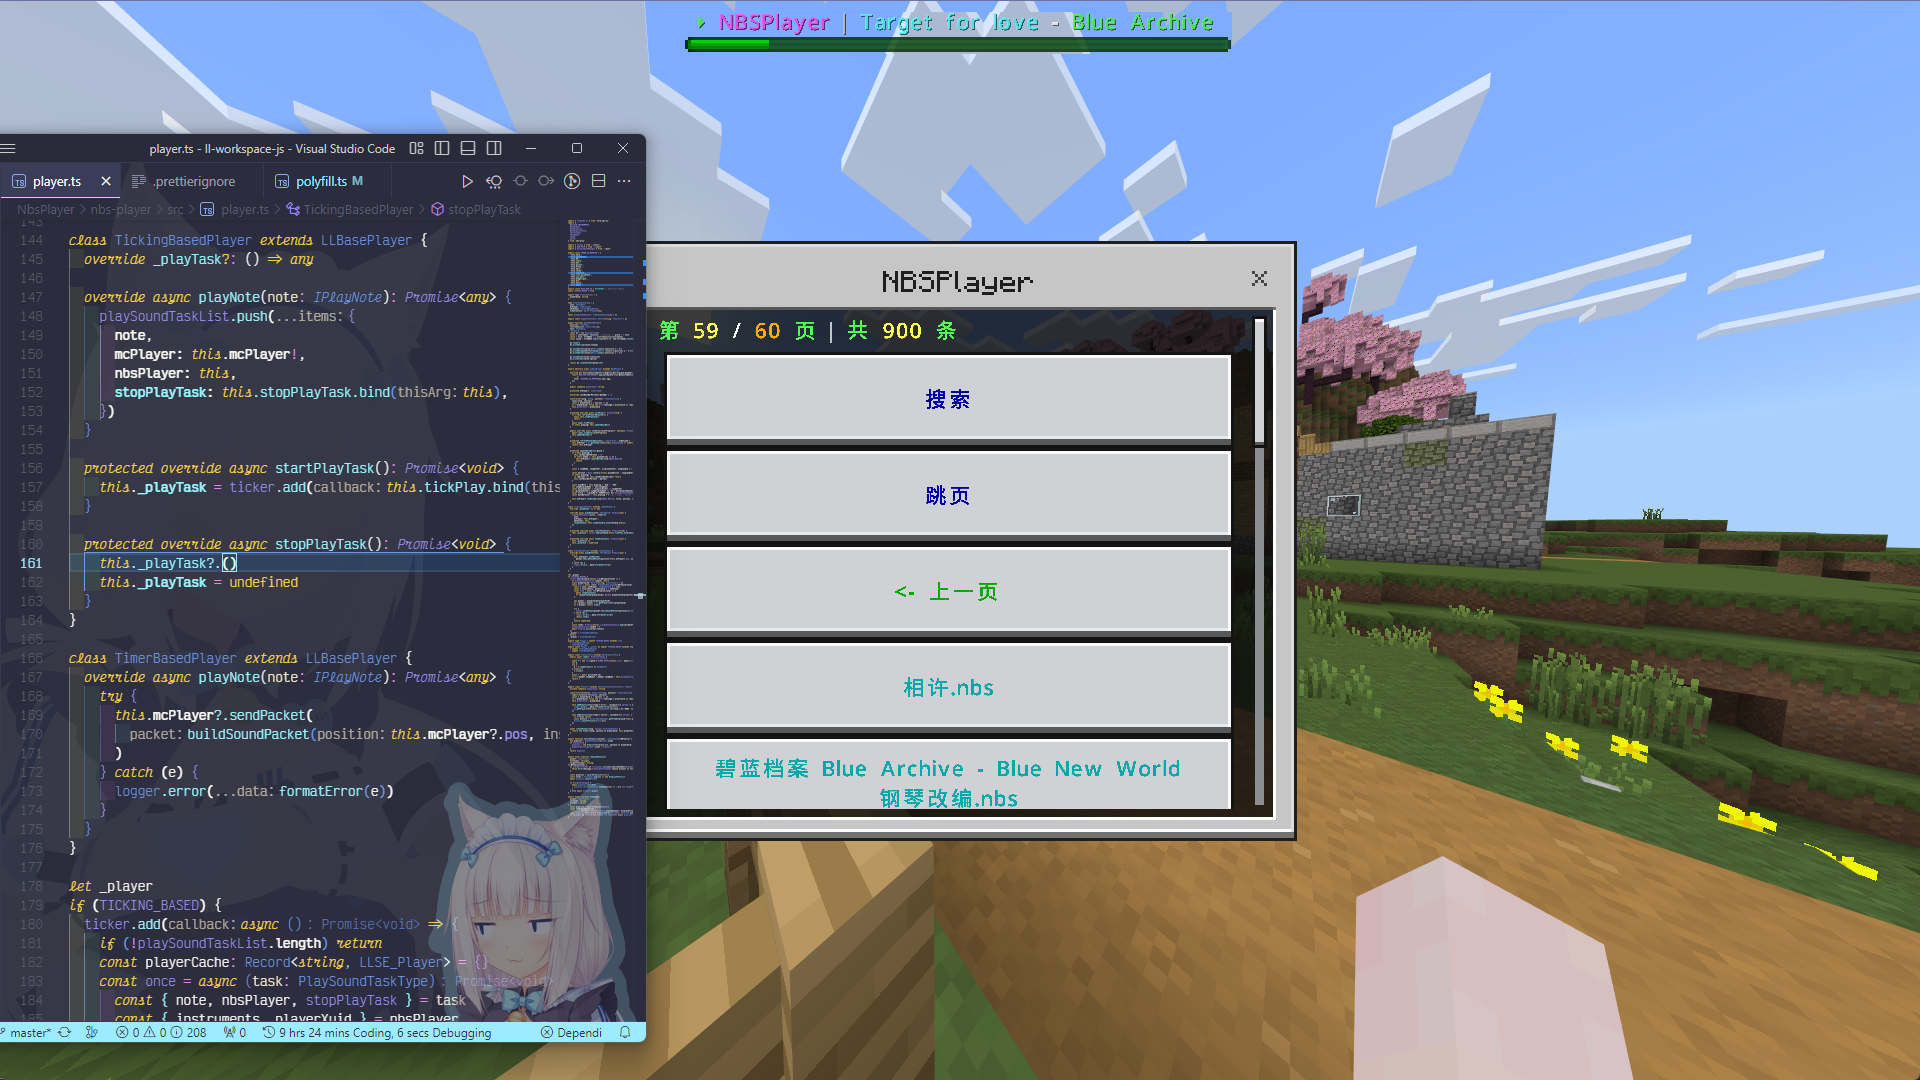 NBSPlayer | Target for love - Blue Archive
player.ts - ll-workspace-js - Visual Studio Code
player.ts
.prettierignore
polyfill.ts M
NbsPlayer > nbs-player > src > player.ts > TickingBasedPlayer > stopPlayTask
143
144 class TickingBasedPlayer extends LLBasePlayer {
145 override _playTask?: () => any
146
147 override async playNote(note: IPlayNote): Promise<any> {
148 playSoundTaskList.push(...items: {
149 note,
150 mcPlayer: this.mcPlayer!,
151 nbsPlayer: this,
152 stopPlayTask: this.stopPlayTask.bind(thisArg: this),
153 })
154 }
155
156 protected override async startPlayTask(): Promise<void> {
157 this._playTask = ticker.add(callback: this.tickPlay.bind(this
158 }
159
160 protected override async stopPlayTask(): Promise<void> {
161 this._playTask?.()
162 this._playTask = undefined
163 }
164 }
165
166 class TimerBasedPlayer extends LLBasePlayer {
167 override async playNote(note: IPlayNote): Promise<any> {
168 try {
169 this.mcPlayer?.sendPacket(
170 packet: buildSoundPacket(position: this.mcPlayer?.pos, in
171 )
172 } catch (e) {
173 logger.error(...data: formatError(e))
174 }
175 }
176 }
177
178 let _player
179 if (TICKING_BASED) {
180 ticker.add(callback: async (): Promise<void> => {
181 if (!playSoundTaskList.length) return
182 const playerCache: Record<string, LLSE_Player> = {}
183 const once = async (task: PlaySoundTaskType): Promise<void>
184 const { note, nbsPlayer, stopPlayTask } = task
185 const { instruments, playerXuid } = nbsPlayer
master* 0 0 208 0 9 hrs 24 mins Coding, 6 secs Debugging Dependi
NBSPlayer
第 59 / 60 页 | 共 900 条
搜索
跳页
<- 上一页
相许.nbs
碧蓝档案 Blue Archive - Blue New World
钢琴改编.nbs